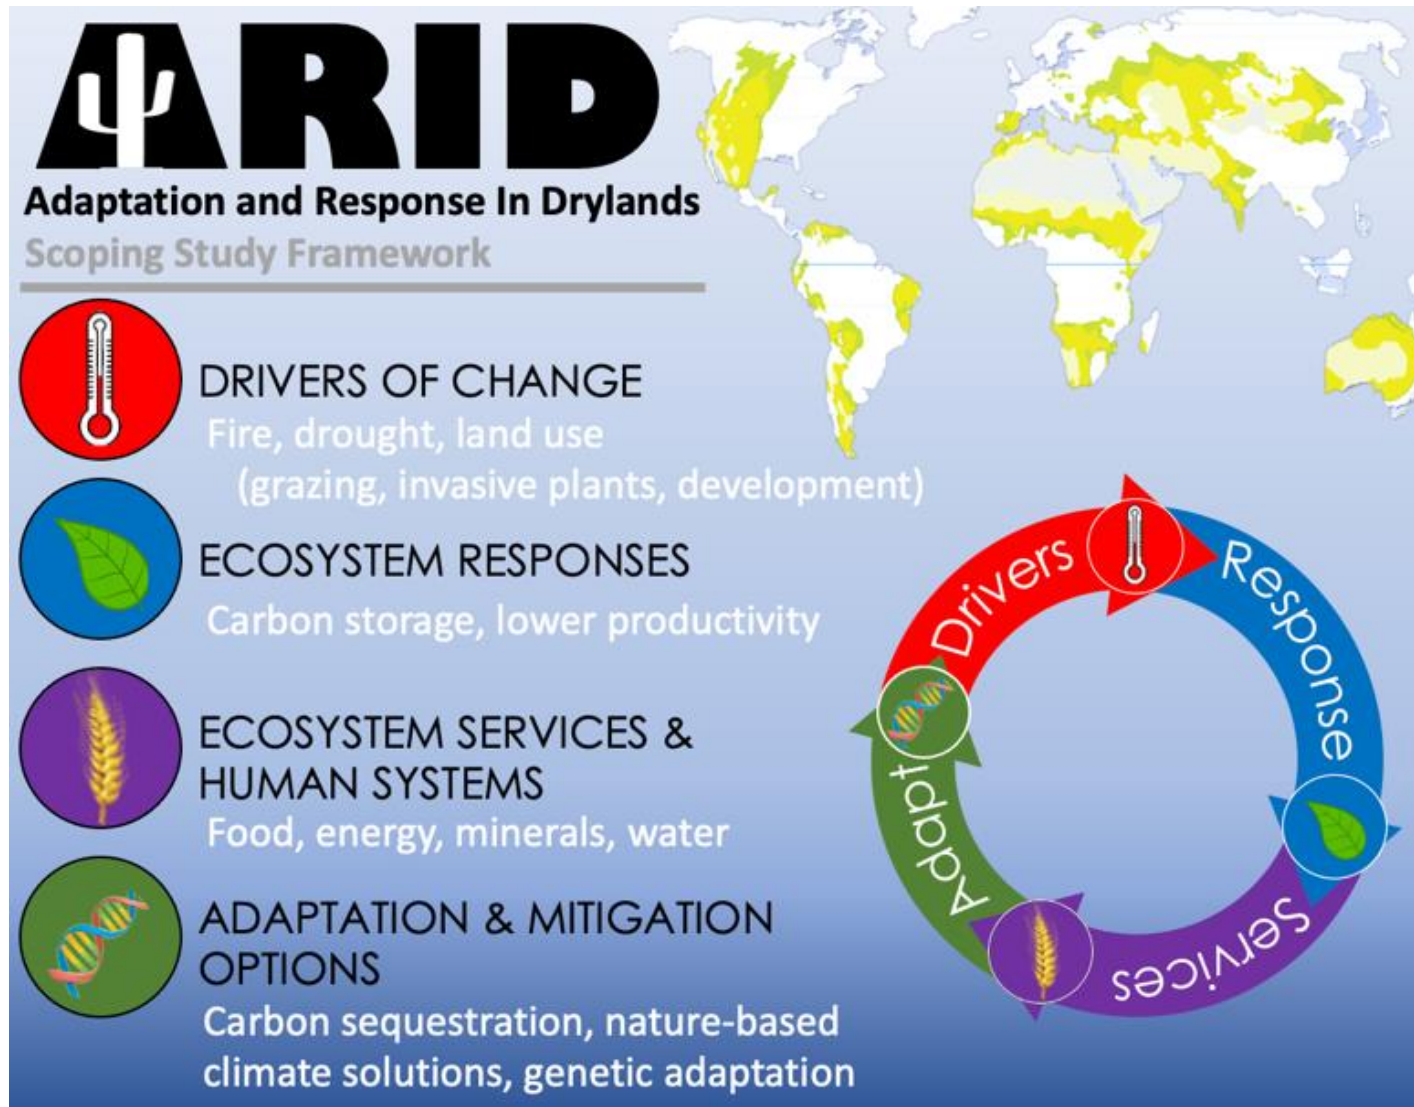 ARID
Adaptation and Response In Drylands
Scoping Study Framework
DRIVERS OF CHANGE
Fire, drought, land use
(grazing, invasive plants, development)
ECOSYSTEM RESPONSES
Carbon storage, lower productivity
ECOSYSTEM SERVICES &
HUMAN SYSTEMS
Food, energy, minerals, water
ADAPTATION & MITIGATION
OPTIONS
Carbon sequestration, nature-based
climate solutions, genetic adaptation
Drivers
Response
Services
Adapt